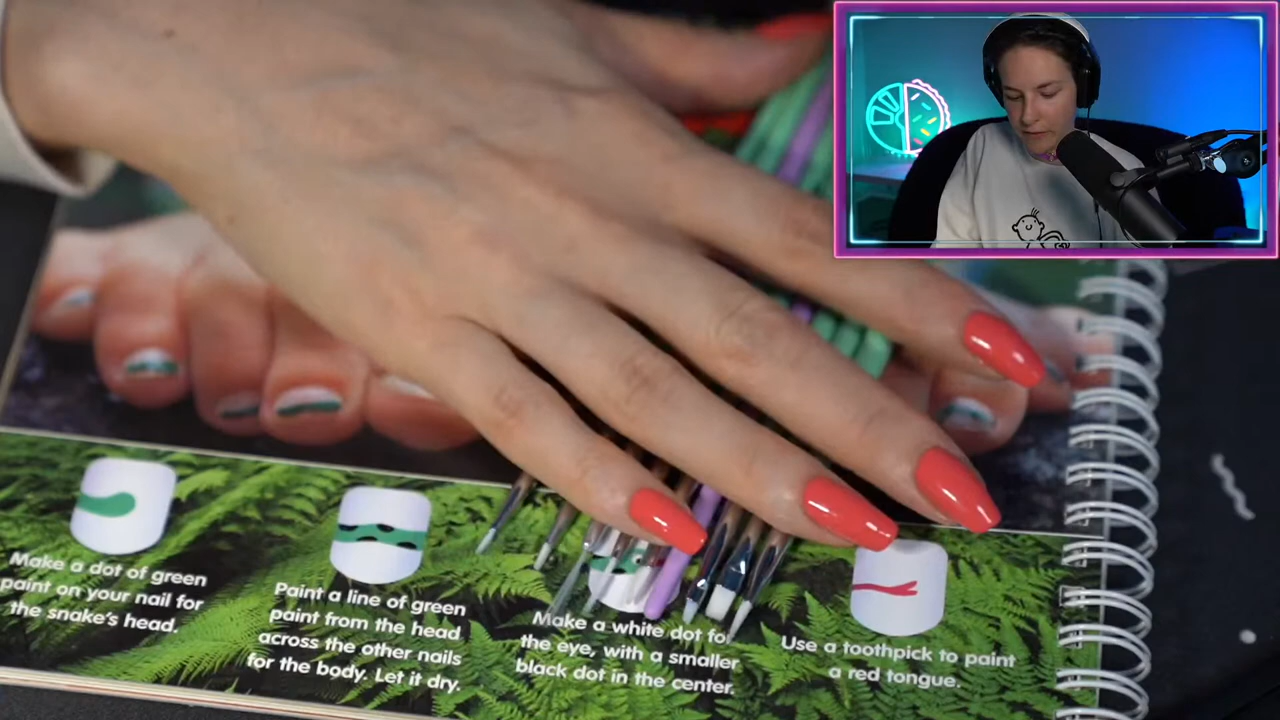 Make a dot of green
paint on your nail for
the snake's head.
Paint a line of green
paint from the head
across the other nails
for the body. Let it dry.
Make a white dot for
the eye, with a smaller
black dot in the center.
Use a toothpick to paint
a red tongue.